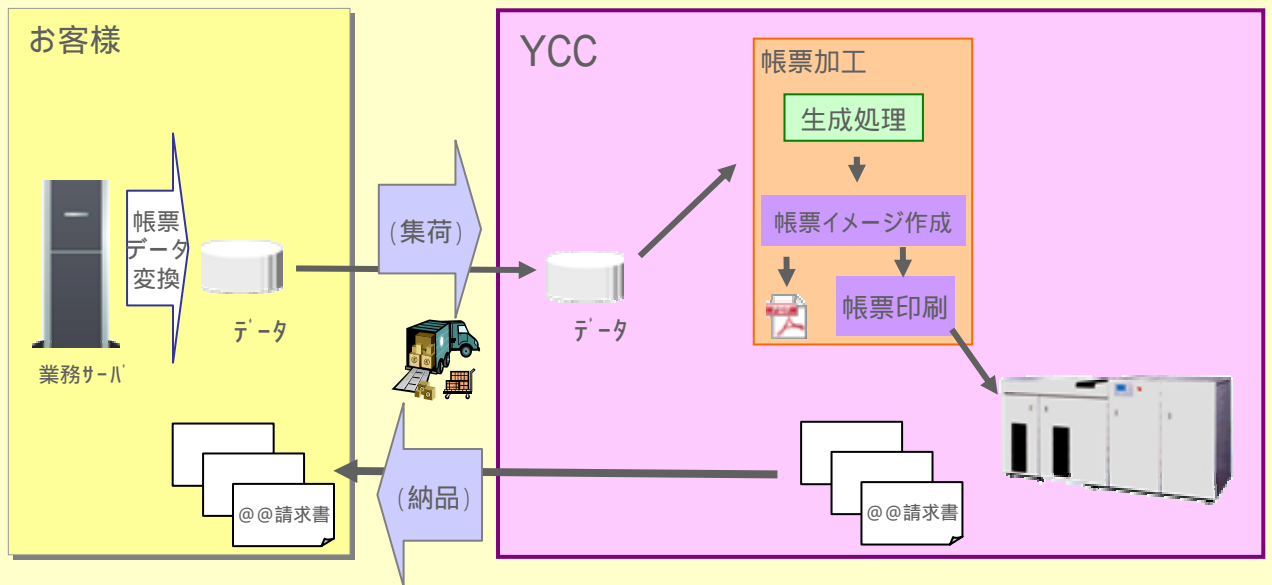 お客様
YCC
帳票加工
生成処理
帳票
データ
変換
(集荷)
帳票イメージ作成
帳票印刷
ﾃﾞｰﾀ
ﾃﾞｰﾀ
業務ｻｰﾊﾞ
(納品)
@@請求書
@@請求書